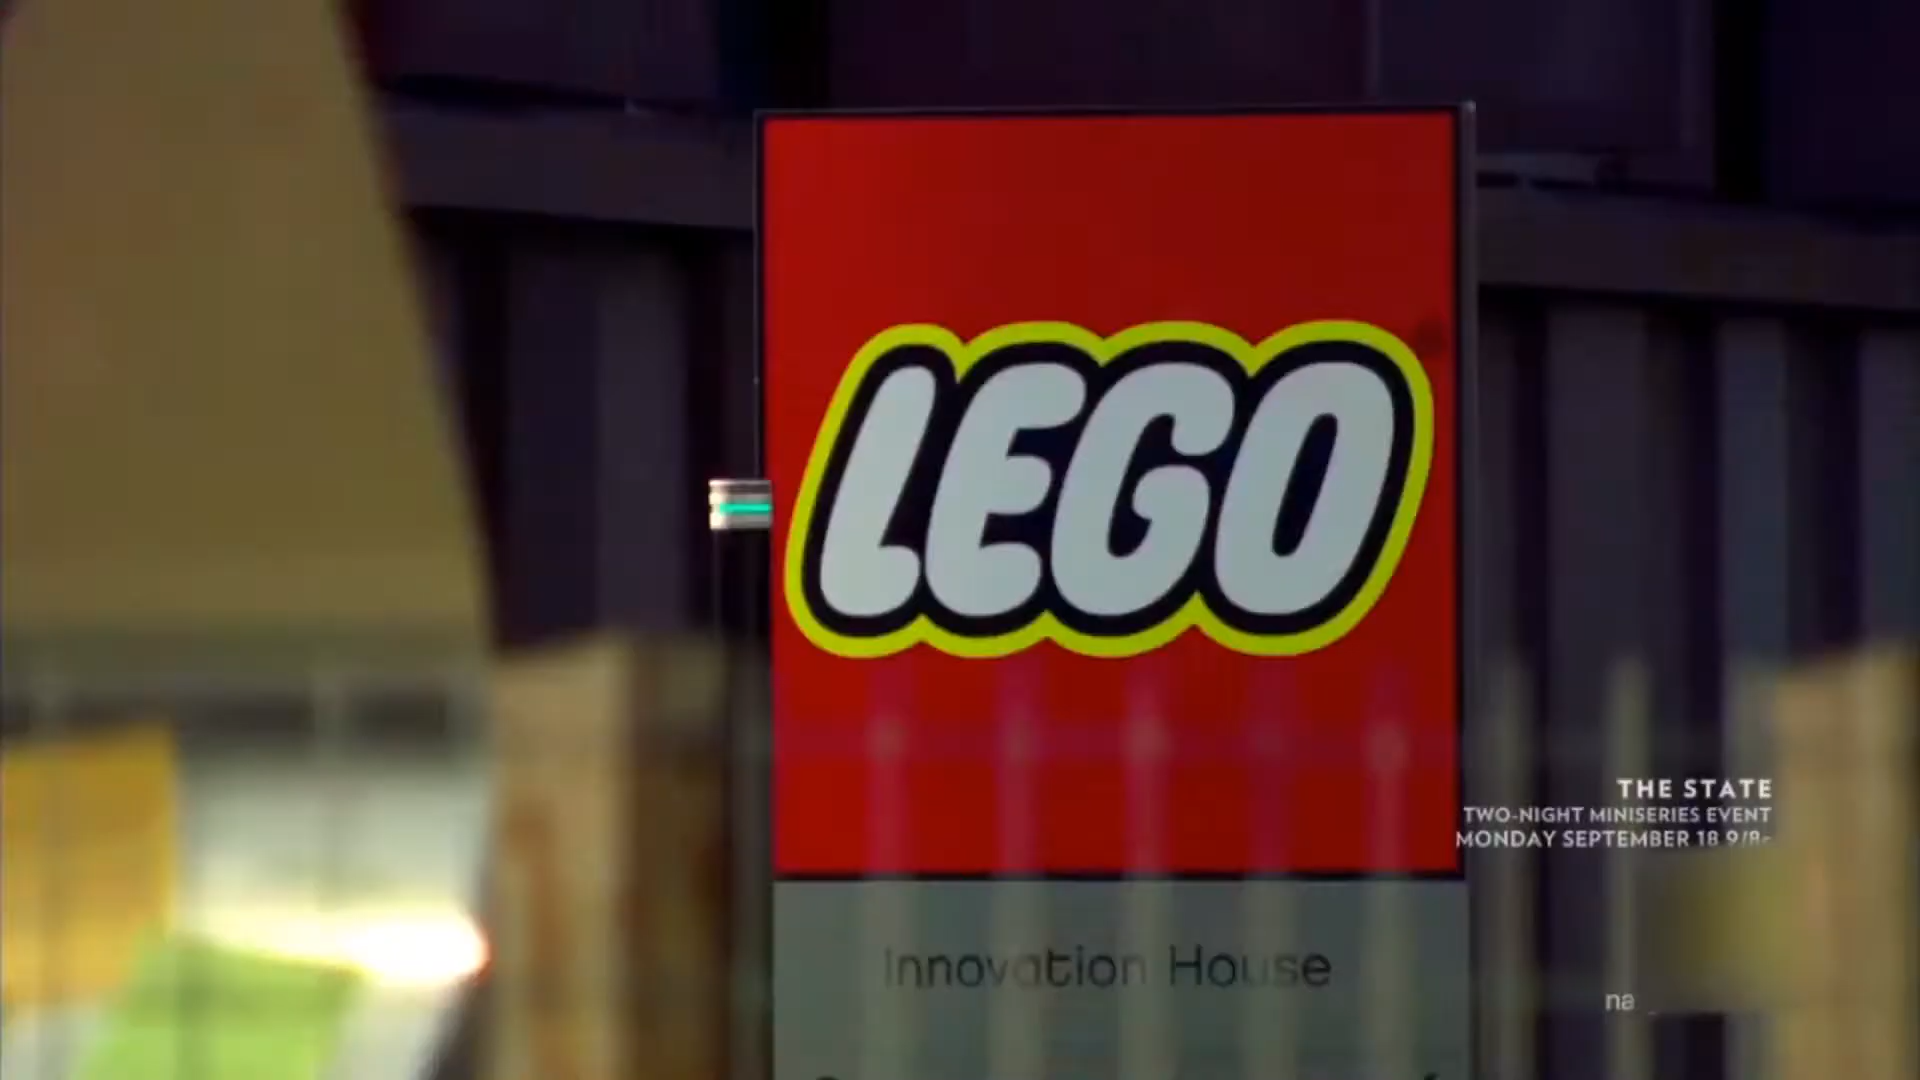 LEGO
Innovation House
THE STATE
TWO-NIGHT MINISERIES EVENT
MONDAY SEPTEMBER 18 9/8c